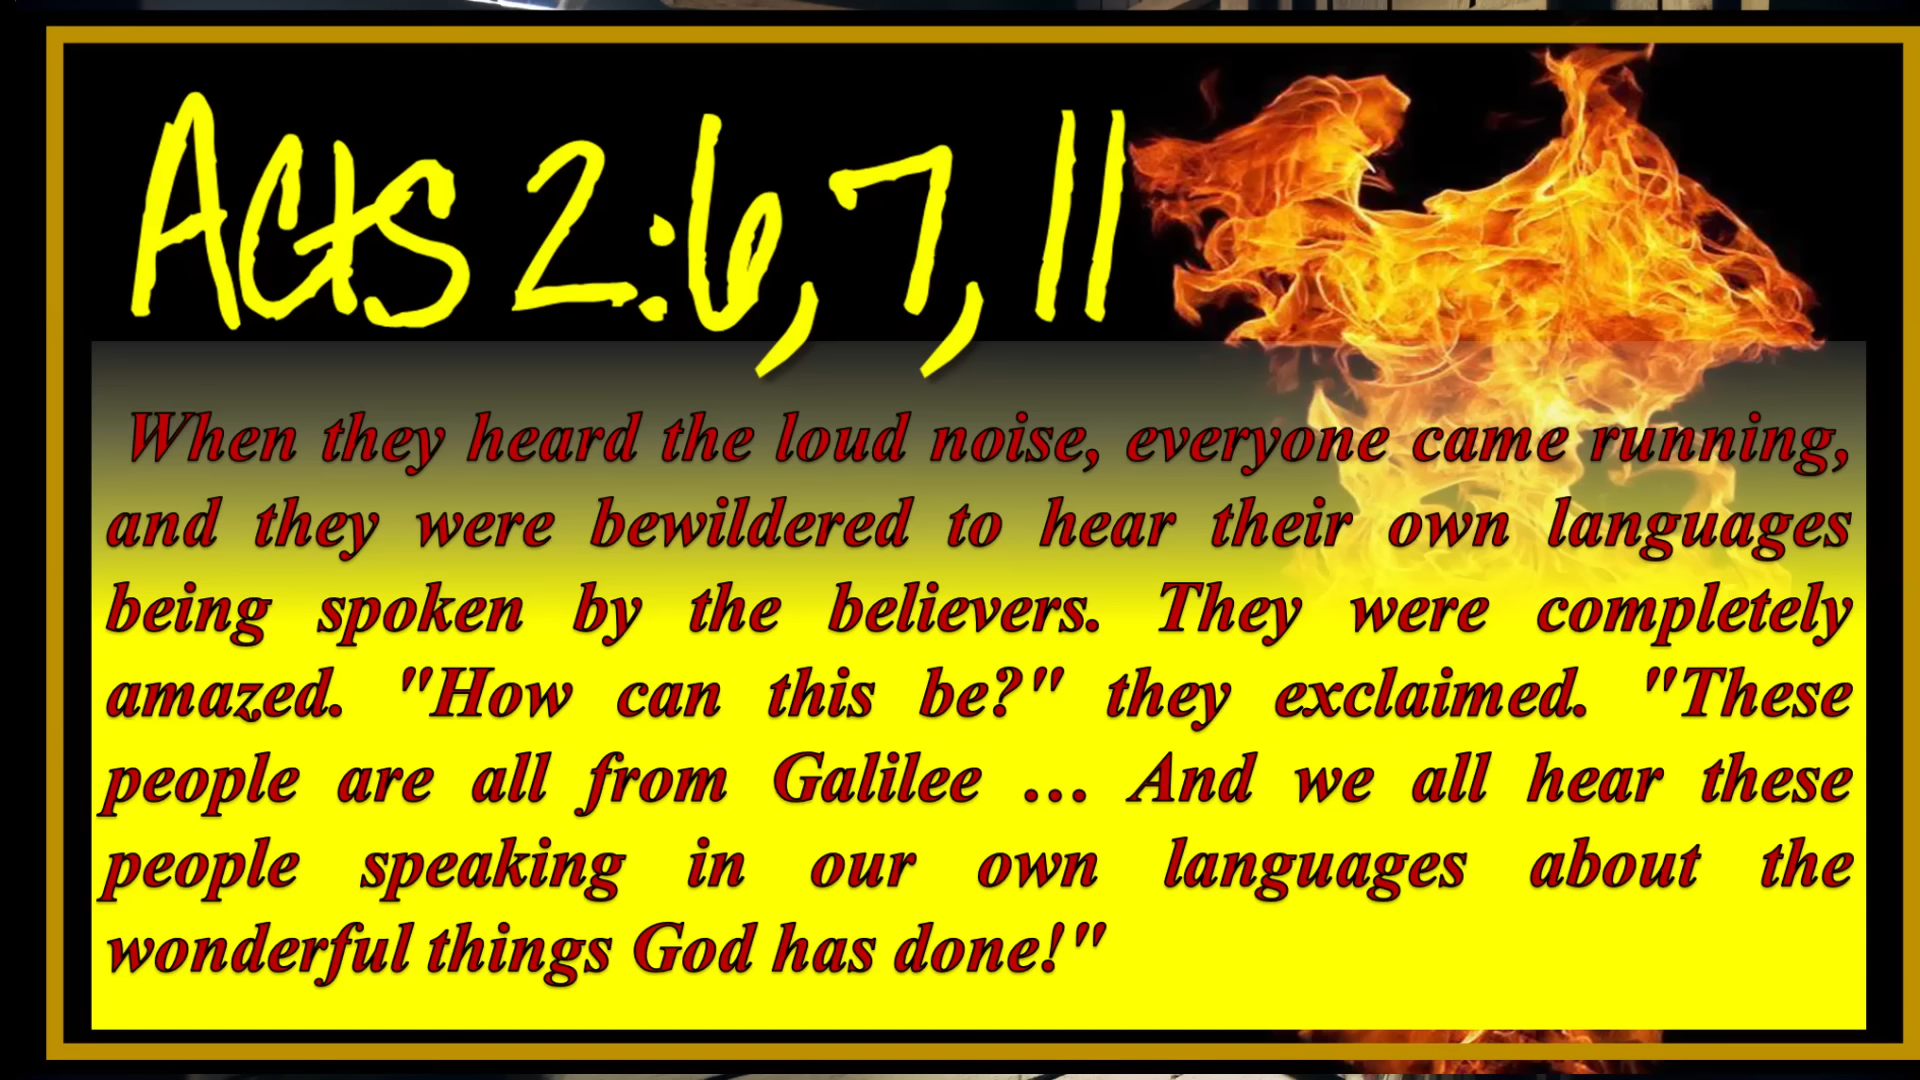 Acts 2:6, 7, 11
When they heard the loud noise, everyone came running,
and they were bewildered to hear their own languages
being spoken by the believers. They were completely
amazed. "How can this be?" they exclaimed. "These
people are all from Galilee … And we all hear these
people speaking in our own languages about the
wonderful things God has done!"